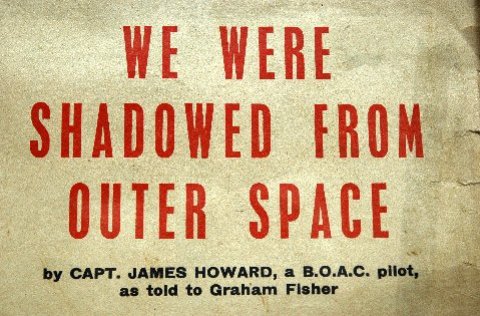 WE WERE
SHADOWED FROM
OUTER SPACE
by CAPT. JAMES HOWARD, a B.O.A.C. pilot,
as told to Graham Fisher